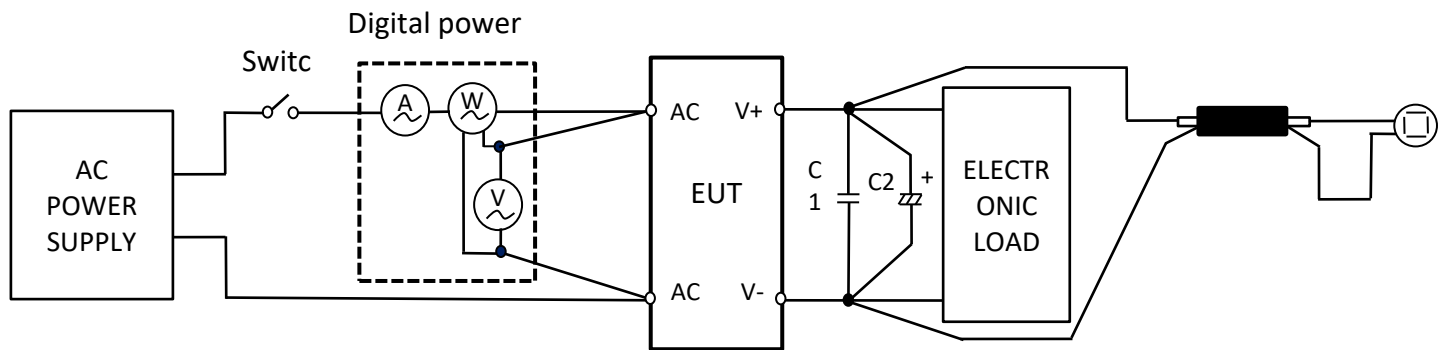 Digital power
Switc
A
W
V
AC
POWER
SUPPLY
AC
V+
EUT
AC
V-
C
1
C2
+
ELECTR
ONIC
LOAD